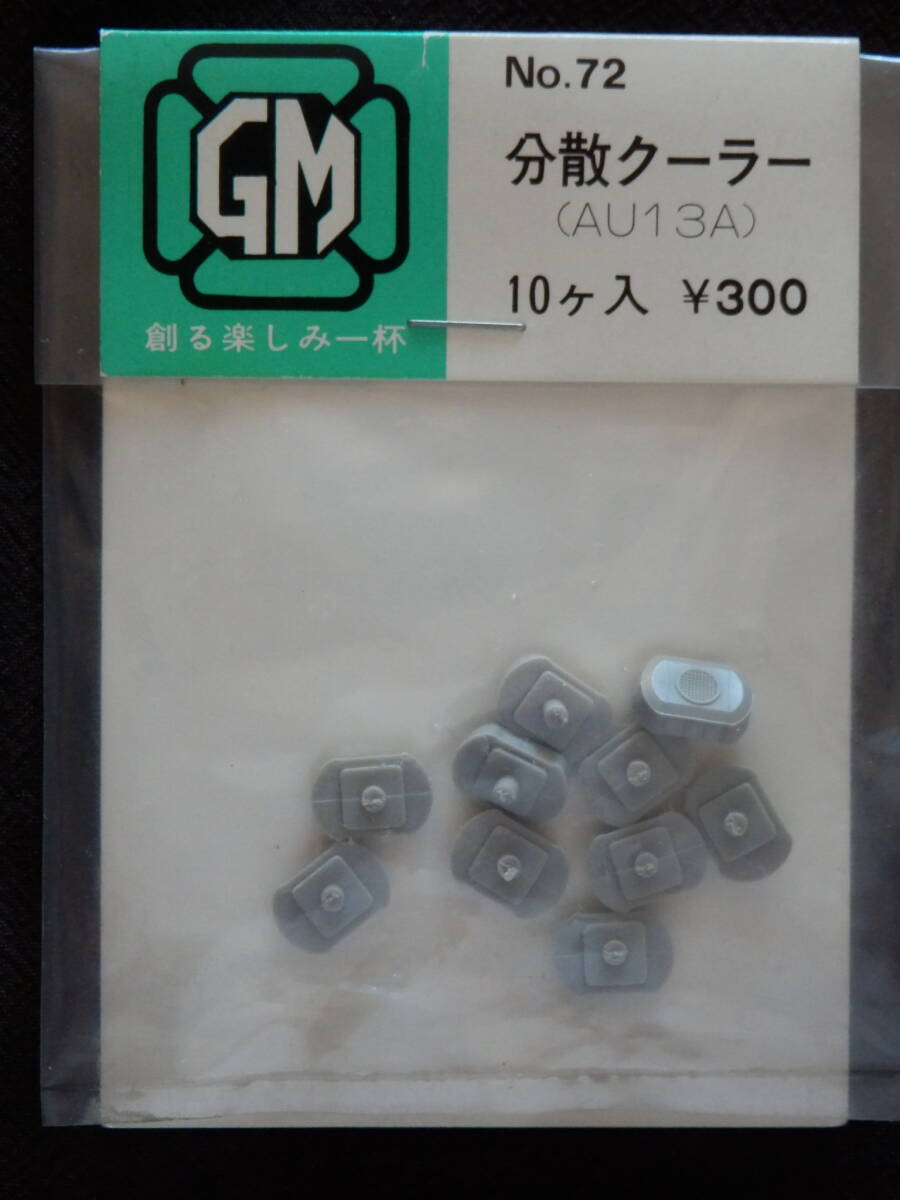 GM
創る楽しみ一杯
No.72
分散クーラー
(AU13A)
10ヶ入 ¥300